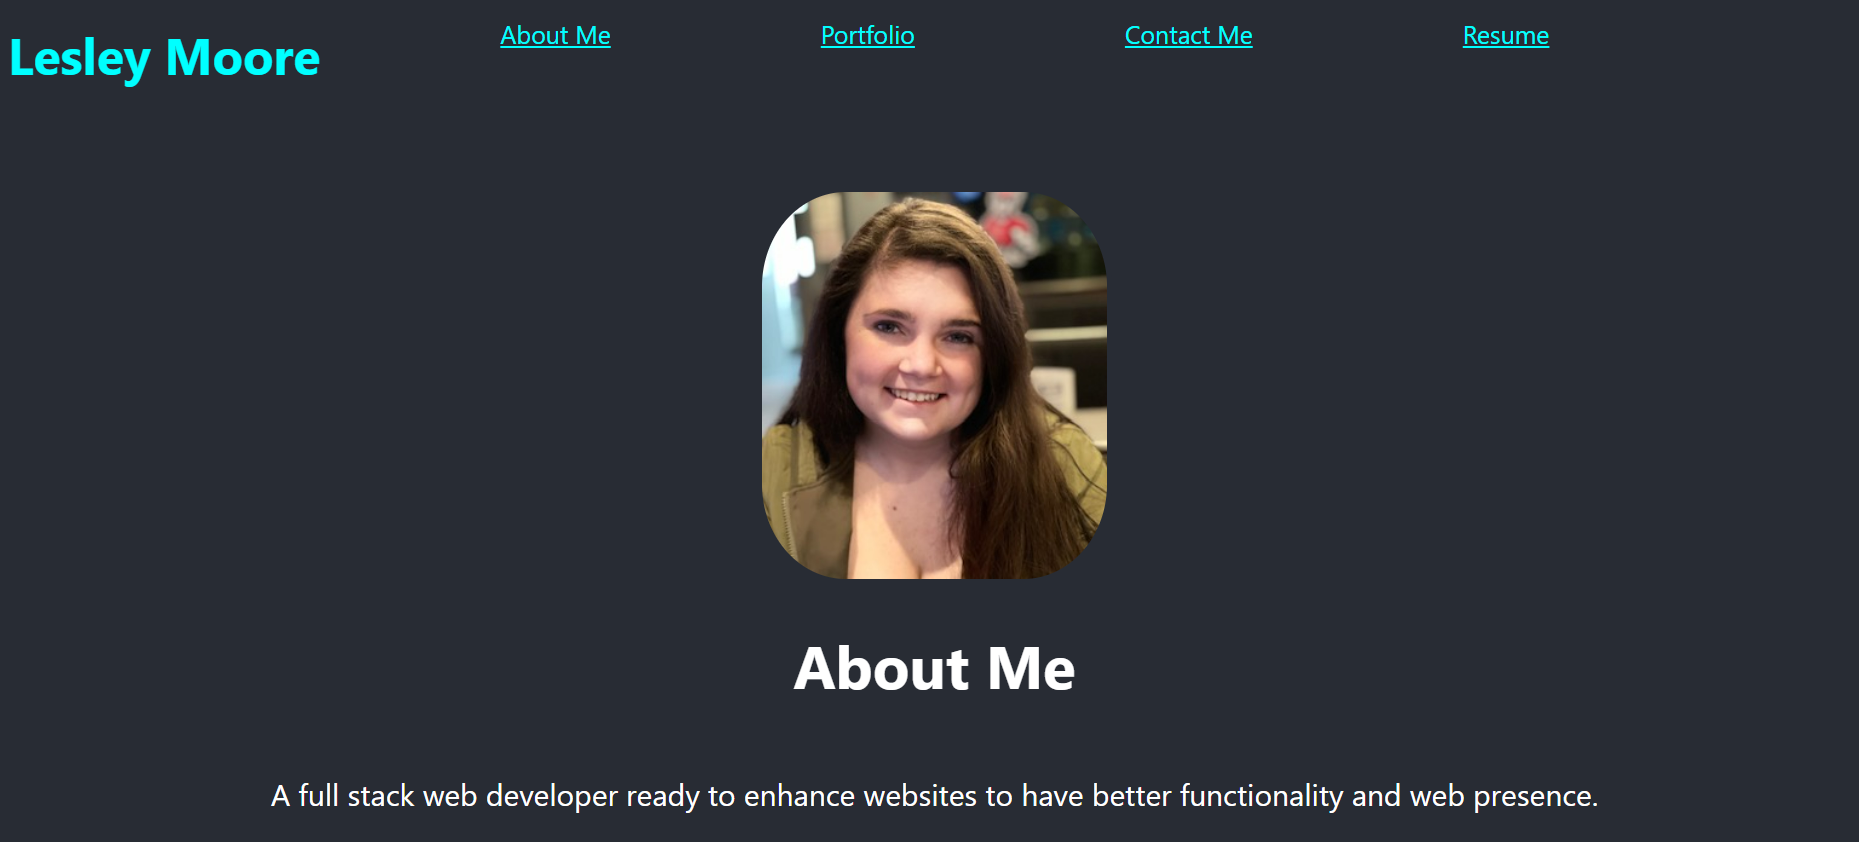 Lesley Moore
About Me
Portfolio
Contact Me
Resume
About Me
A full stack web developer ready to enhance websites to have better functionality and web presence.